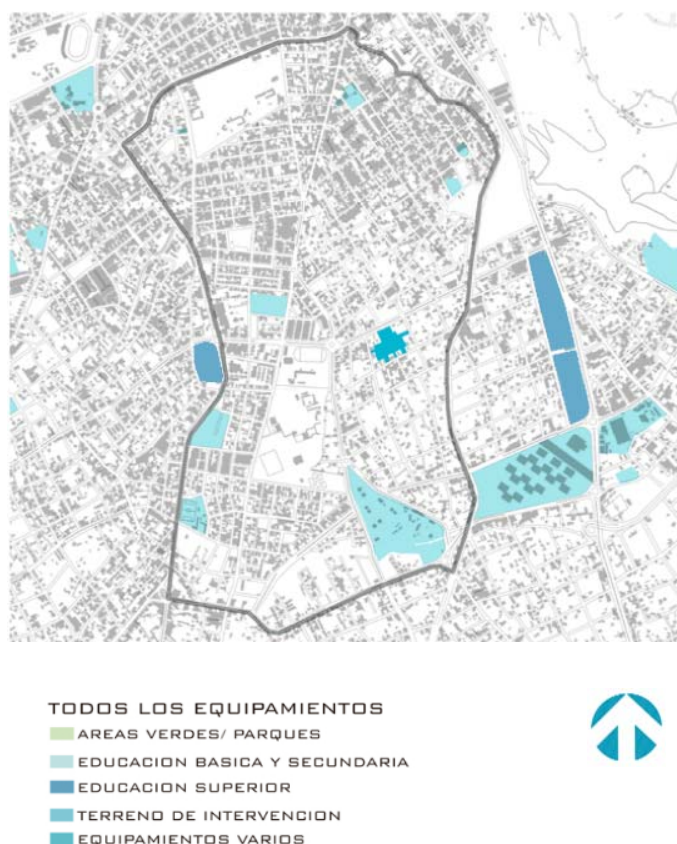 TODOS LOS EQUIPAMIENTOS
AREAS VERDES/ PARQUES
EDUCACION BASICA Y SECUNDARIA
EDUCACION SUPERIOR
TERRENO DE INTERVENCION
EQUIPAMIENTOS VARIOS